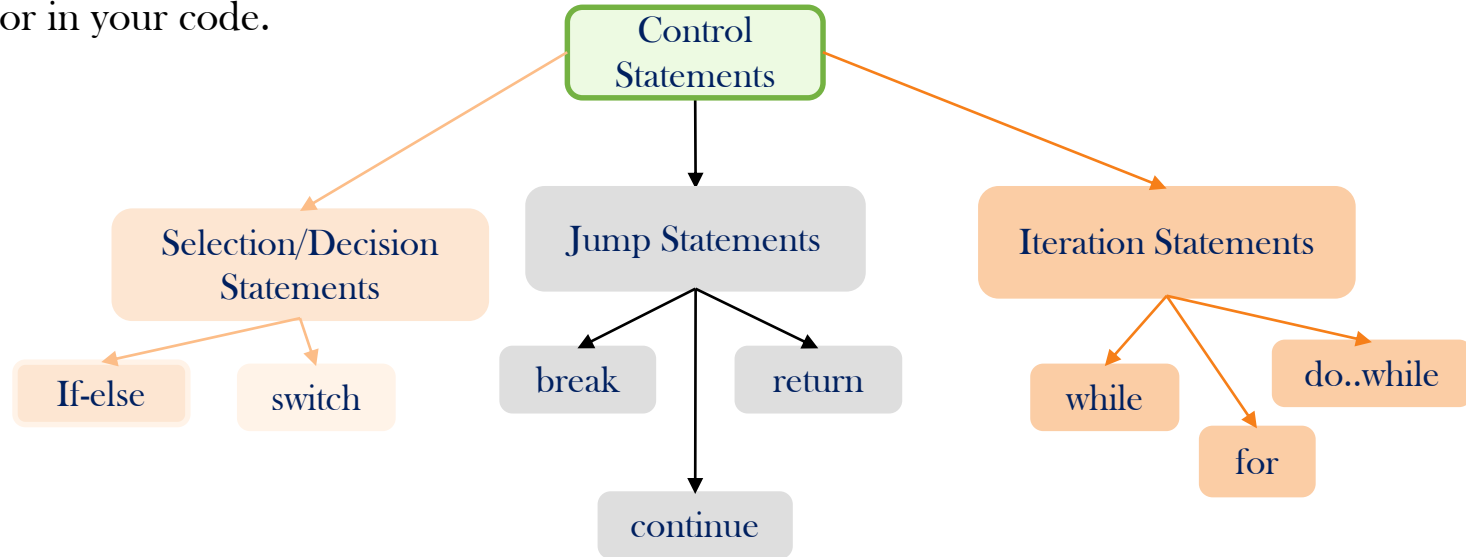 or in your code.
Control
Statements
Selection/Decision
Statements
Jump Statements
Iteration Statements
If-else
switch
break
return
continue
while
for
do..while